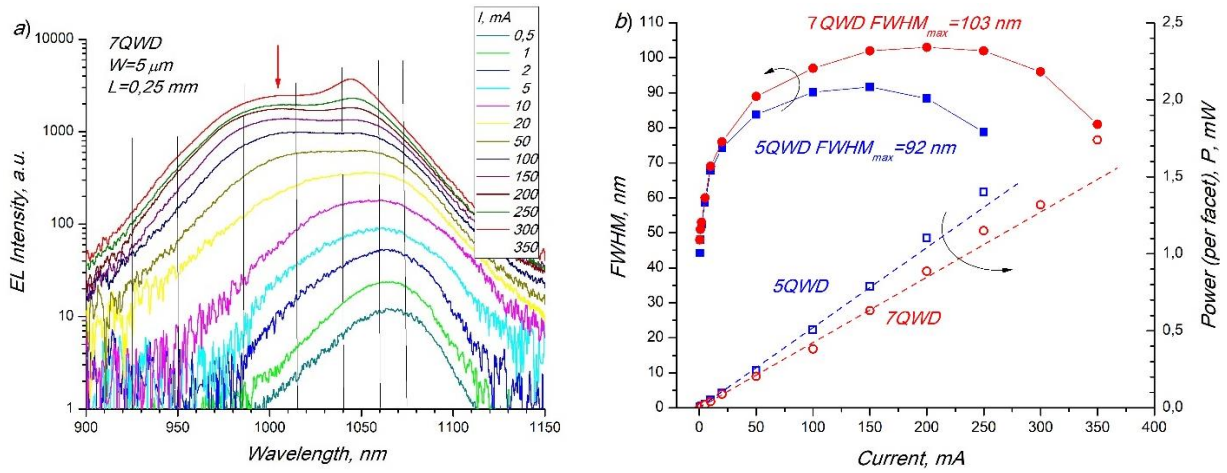 a)
7QWD
W=5 μm
L=0,25 mm
I, mA
0,5
1
2
5
10
20
50
100
150
200
250
300
350
EL Intensity, a.u.
10000
1000
100
10
1
900 950 1000 1050 1100 1150
Wavelength, nm
b)
7QWD FWHMmax=103 nm
5QWD FWHMmax=92 nm
5QWD
7QWD
FWHM, nm
110
100
90
80
70
60
50
40
30
20
10
0
0 50 100 150 200 250 300 350 400
Current, mA
2,5
2,0
1,5
1,0
0,5
0,0
Power (per facet), P, mW